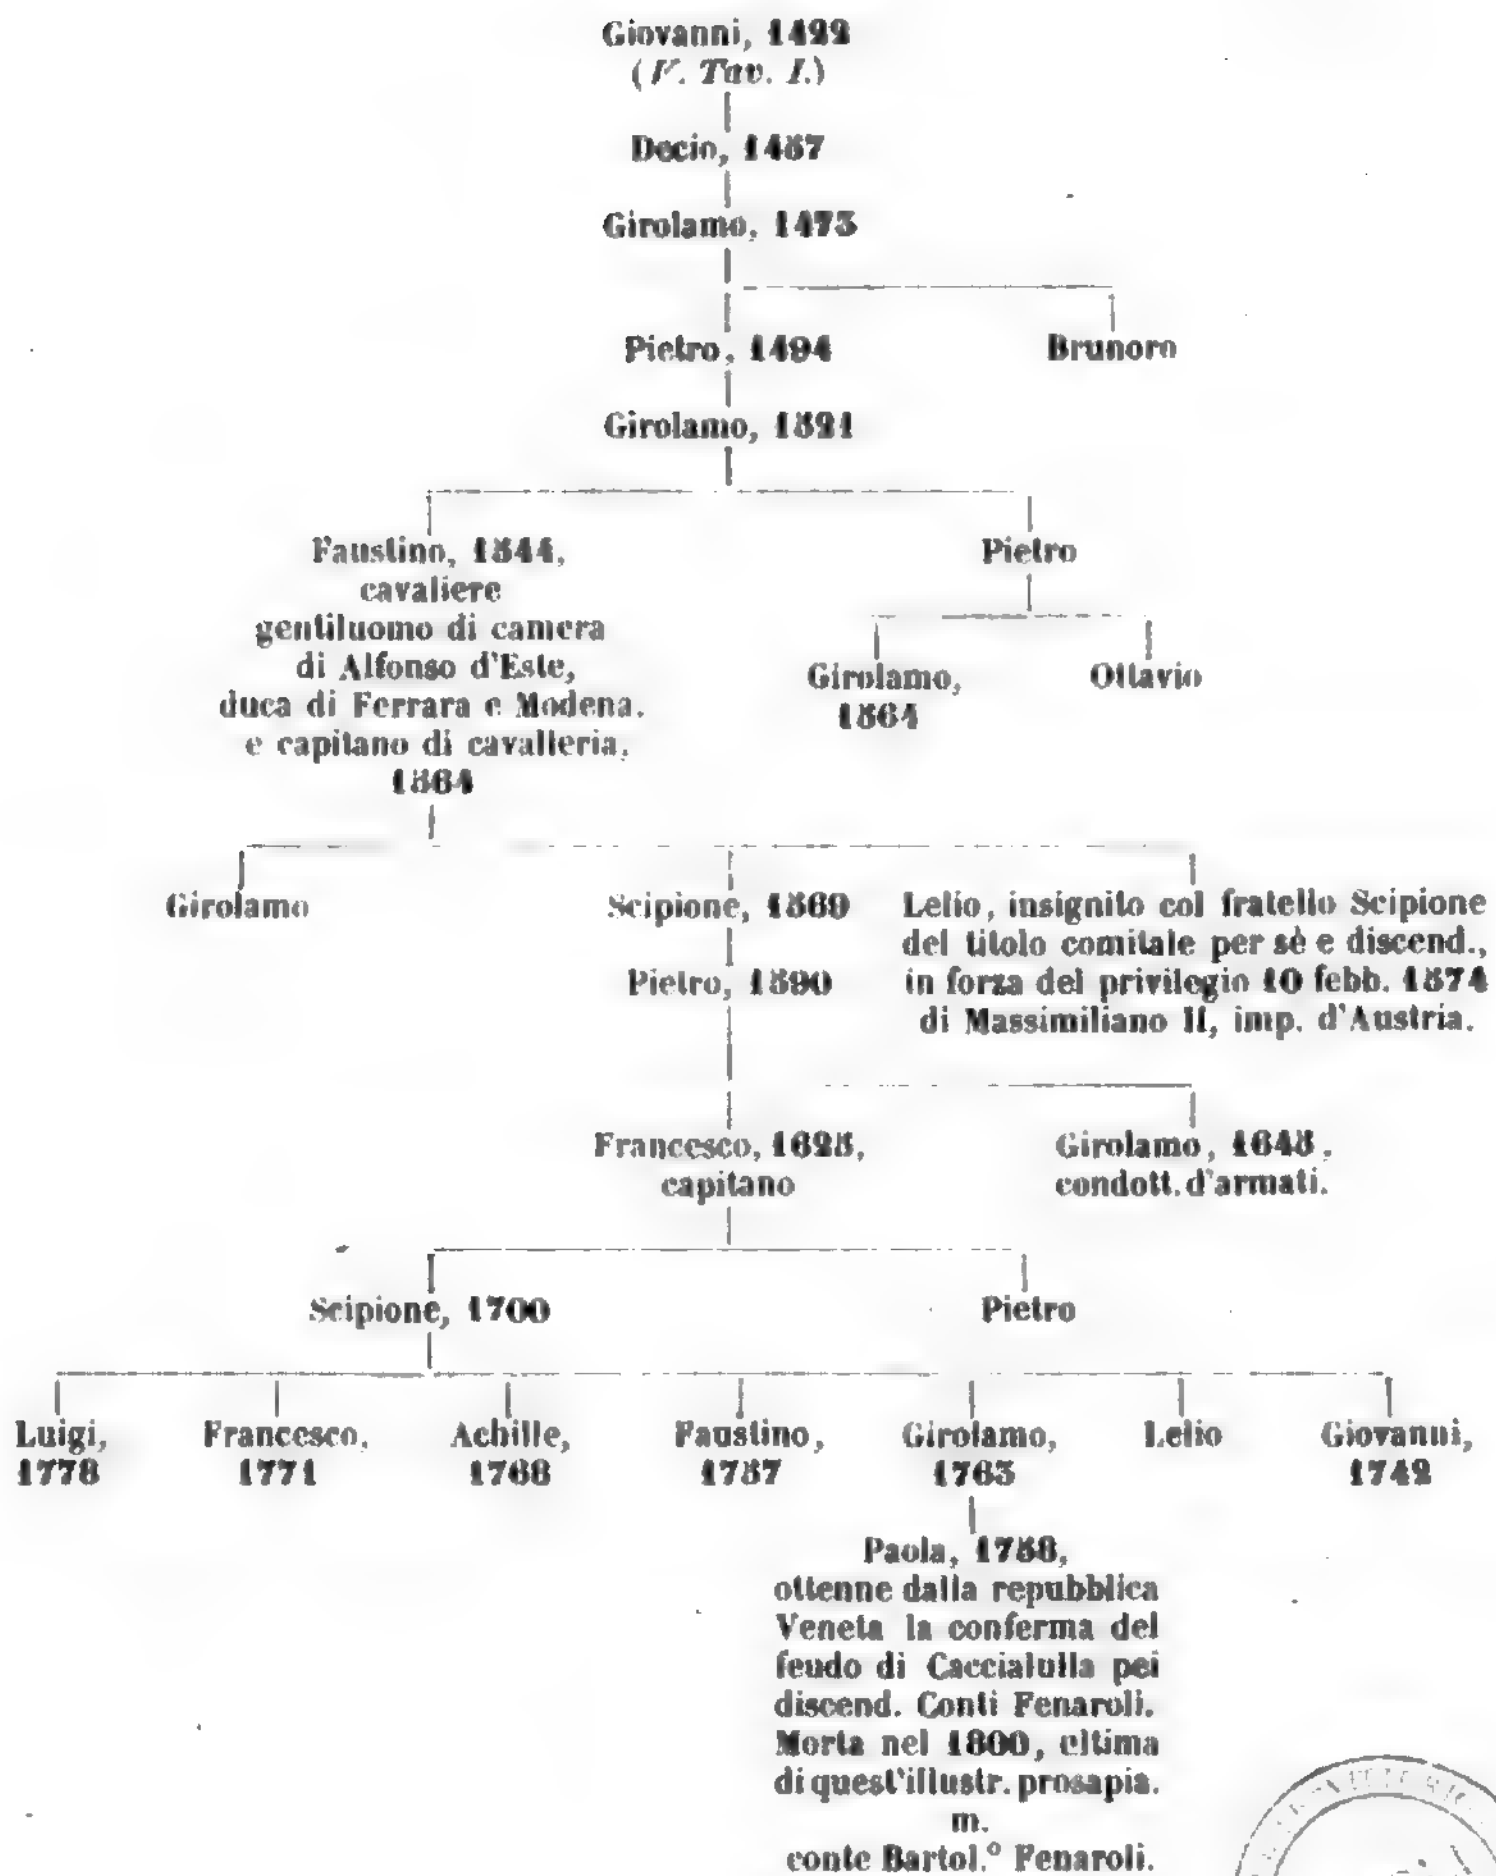 Giovanni, 1422
(V. Tav. I.)
Decio, 1457
Girolamo, 1473
Pietro, 1494
Brunoro
Girolamo, 1521
Faustino, 1544,
cavaliere
gentiluomo di camera
di Alfonso d'Este,
duca di Ferrara e Modena.
e capitano di cavalleria,
1564
Pietro
Girolamo,
1564
Ottavio
Girolamo
Scipione, 1569
Lelio, insignito col fratello Scipione
del titolo comitale per sè e discend.,
in forza del privilegio 10 febb. 1574
di Massimiliano II, imp. d'Austria.
Pietro, 1590
Francesco, 1625,
capitano
Girolamo, 1645,
condott. d'armati.
Scipione, 1700
Pietro
Luigi,
1778
Francesco,
1771
Achille,
1768
Faustino,
1757
Girolamo,
1763
Lelio
Giovanni,
1742
Paola, 1758,
ottenne dalla repubblica
Veneta la conferma del
feudo di Caccialulla pei
discend. Conti Fenaroli.
Morta nel 1800, ultima
di quest'illustr. prosapia.
m.
conte Bartol.º Fenaroli.